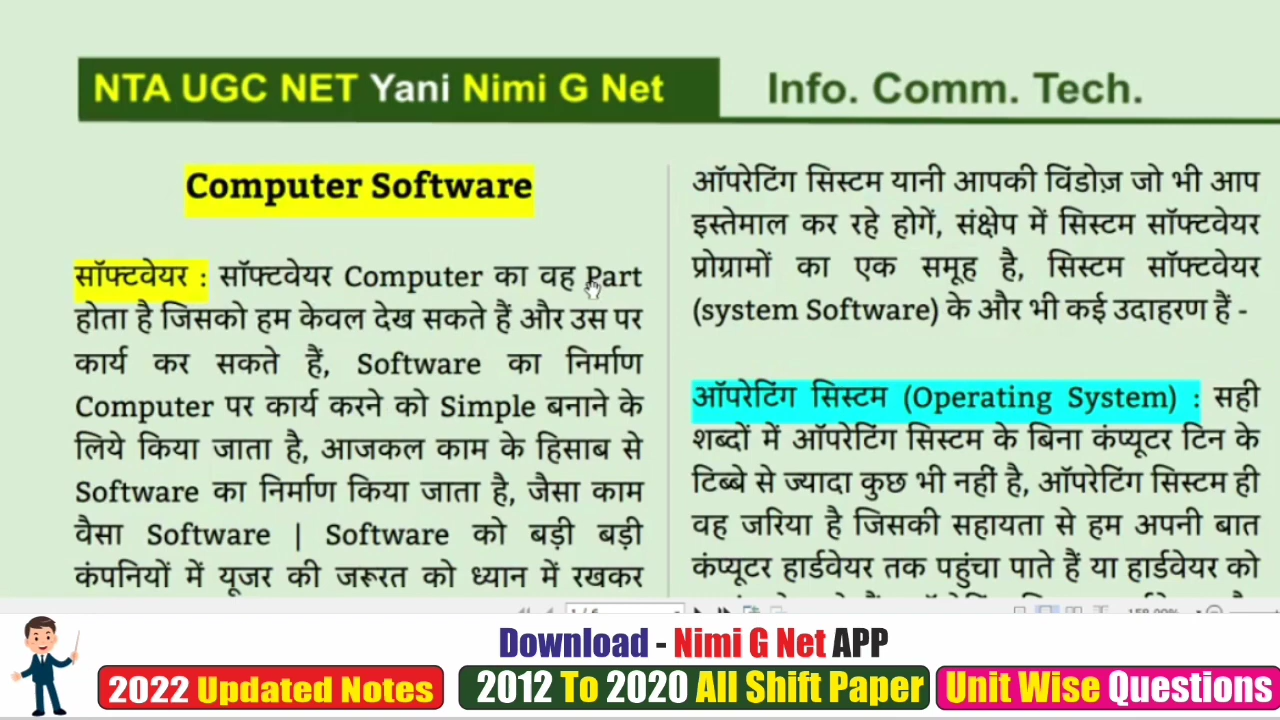 NTA UGC NET Yani Nimi G Net
Info. Comm. Tech.
Computer Software
सॉफ्टवेयर : सॉफ्टवेयर Computer का वह Part
होता है जिसको हम केवल देख सकते हैं और उस पर
कार्य कर सकते हैं, Software का निर्माण
Computer पर कार्य करने को Simple बनाने के
लिये किया जाता है, आजकल काम के हिसाब से
Software का निर्माण किया जाता है, जैसा काम
वैसा Software | Software को बड़ी बड़ी
कंपनियों में यूजर की जरूरत को ध्यान में रखकर
ऑपरेटिंग सिस्टम यानी आपकी विंडोज़ जो भी आप
इस्तेमाल कर रहे होगें, संक्षेप में सिस्टम सॉफ्टवेयर
प्रोग्रामों का एक समूह है, सिस्टम सॉफ्टवेयर
(system Software) के और भी कई उदाहरण हैं -
ऑपरेटिंग सिस्टम (Operating System) : सही
शब्दों में ऑपरेटिंग सिस्टम के बिना कंप्यूटर टिन के
टिब्बे से ज्यादा कुछ भी नहीं है, ऑपरेटिंग सिस्टम ही
वह जरिया है जिसकी सहायता से हम अपनी बात
कंप्यूटर हार्डवेयर तक पहुंचा पाते हैं या हार्डवेयर को
Download - Nimi G Net APP
2022 Updated Notes
2012 To 2020 All Shift Paper
Unit Wise Questions